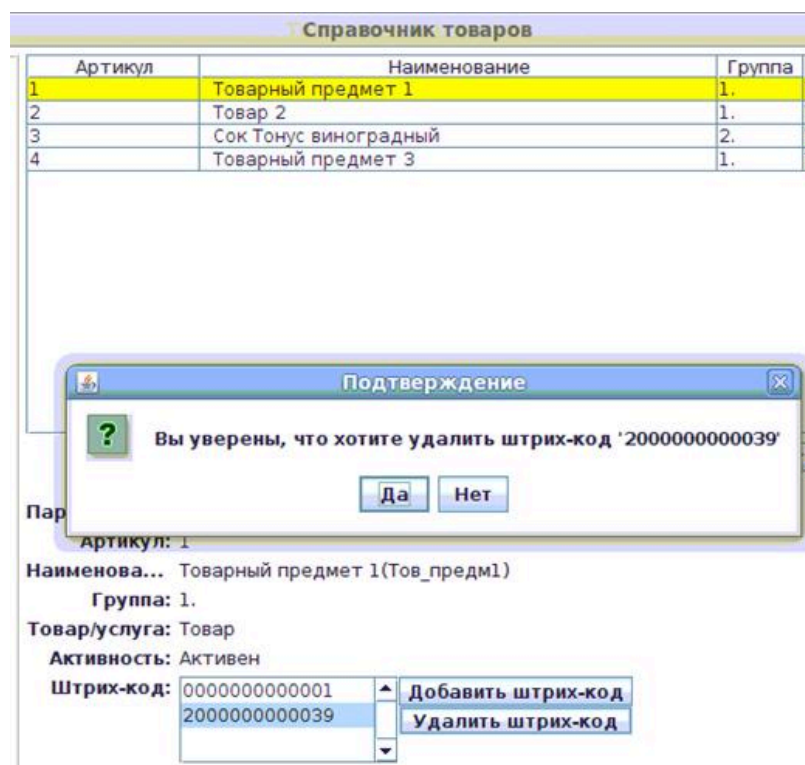 Справочник товаров
Артикул Наименование Группа
1 Товарный предмет 1 1.
2 Товар 2 1.
3 Сок Тонус виноградный 2.
4 Товарный предмет 3 1.
Подтверждение
Вы уверены, что хотите удалить штрих-код '2000000000039'
Да Нет
Пар
Артикул: 1
Наименова... Товарный предмет 1(Тов_предм1)
Группа: 1.
Товар/услуга: Товар
Активность: Активен
Штрих-код: 0000000000001 Добавить штрих-код
2000000000039 Удалить штрих-код